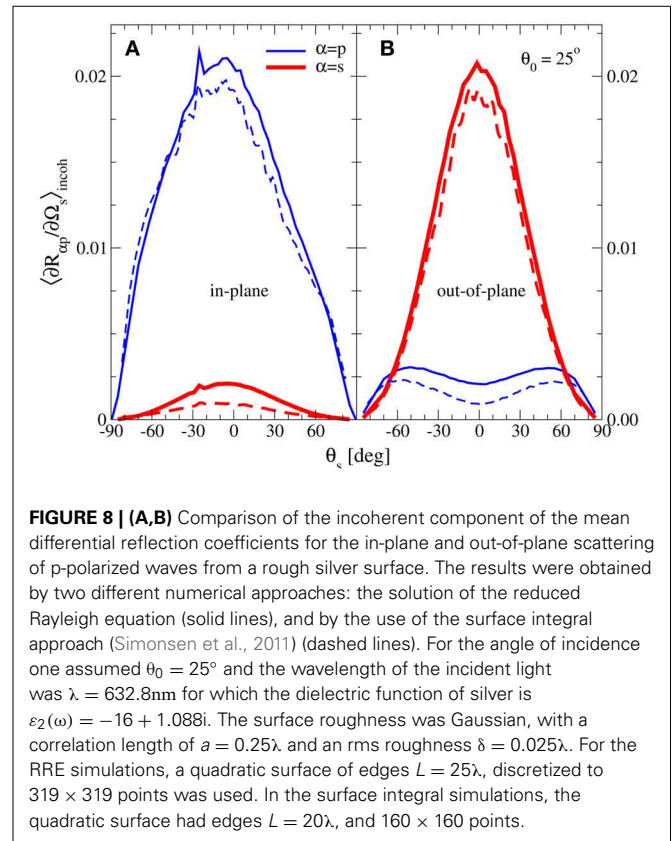 A
α=p
α=s
B
θ₀ = 25°
0.02
0.02
⟨∂R_αp/∂Ω_s⟩_incoh
0.01
0.01
in-plane
out-of-plane
0
0.00
-90 -60 -30 0 30 60 -60 -30 0 30 60 90
θ_s [deg]
FIGURE 8 | (A,B) Comparison of the incoherent component of the mean
differential reflection coefficients for the in-plane and out-of-plane scattering
of p-polarized waves from a rough silver surface. The results were obtained
by two different numerical approaches: the solution of the reduced
Rayleigh equation (solid lines), and by the use of the surface integral
approach (Simonsen et al., 2011) (dashed lines). For the angle of incidence
one assumed θ₀ = 25° and the wavelength of the incident light
was λ = 632.8nm for which the dielectric function of silver is
ε₂(ω) = −16 + 1.088i. The surface roughness was Gaussian, with a
correlation length of a = 0.25λ and an rms roughness δ = 0.025λ. For the
RRE simulations, a quadratic surface of edges L = 25λ, discretized to
319 × 319 points was used. In the surface integral simulations, the
quadratic surface had edges L = 20λ, and 160 × 160 points.